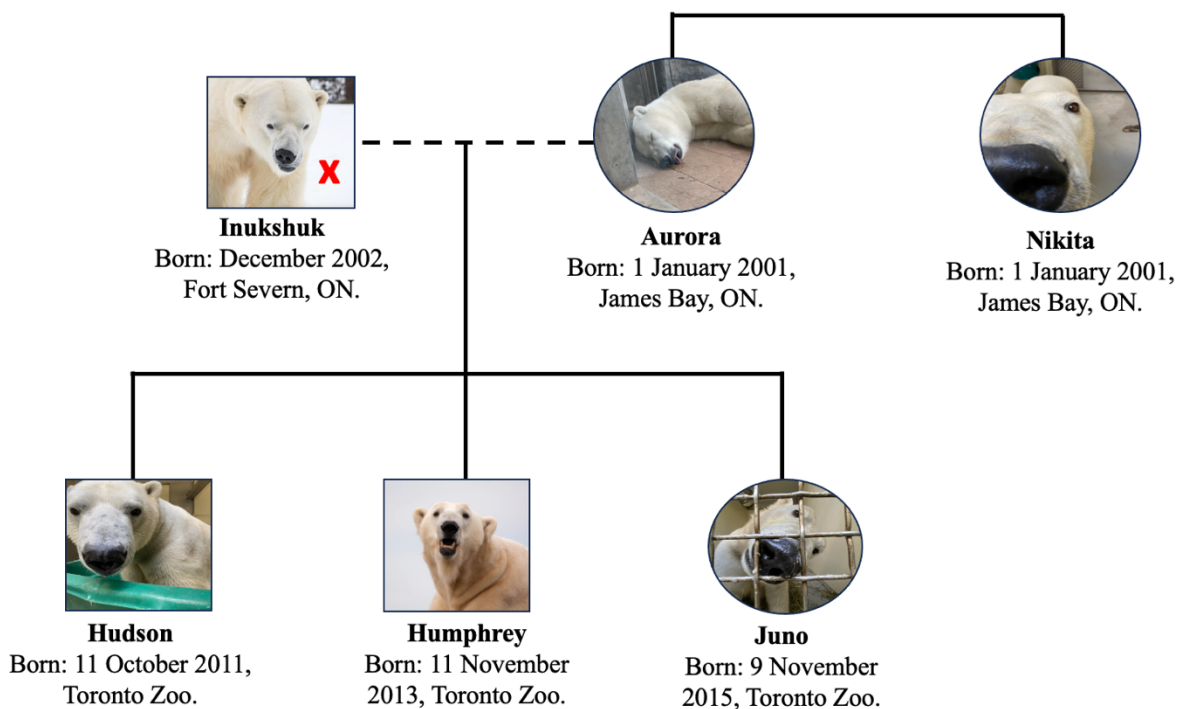 X
Inukshuk
Born: December 2002,
Fort Severn, ON.
Aurora
Born: 1 January 2001,
James Bay, ON.
Nikita
Born: 1 January 2001,
James Bay, ON.
Hudson
Born: 11 October 2011,
Toronto Zoo.
Humphrey
Born: 11 November
2013, Toronto Zoo.
Juno
Born: 9 November
2015, Toronto Zoo.